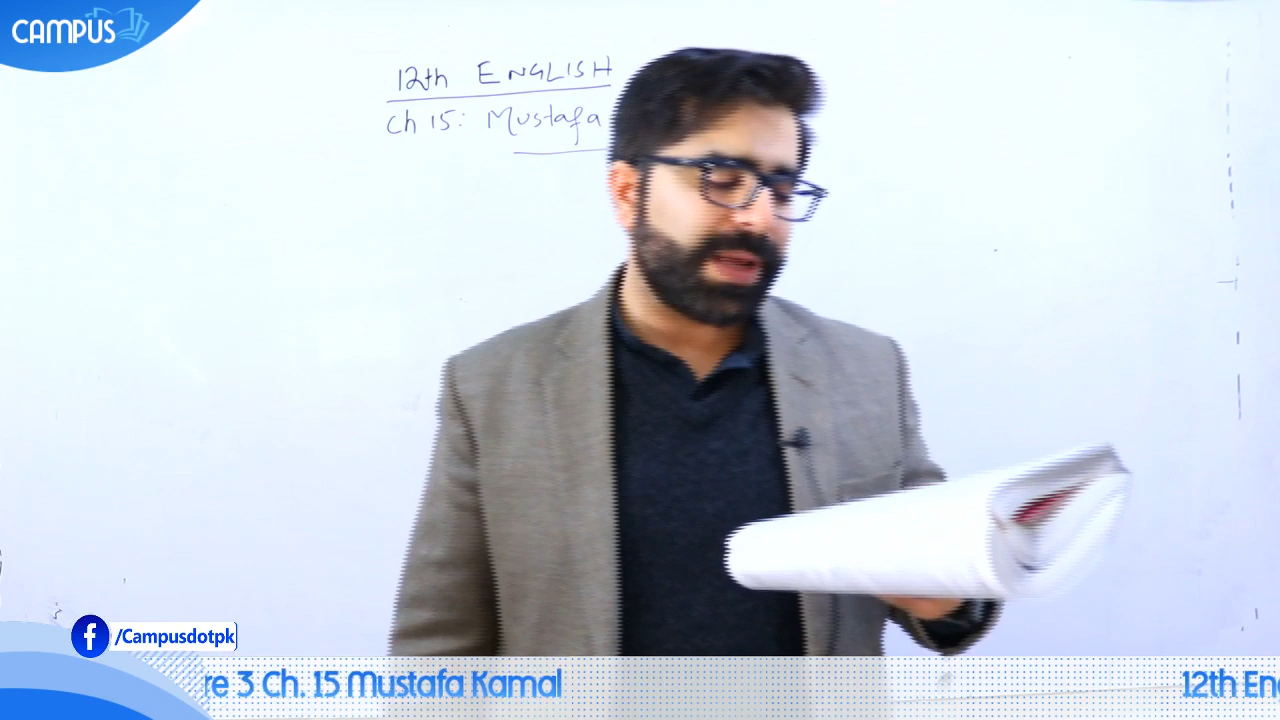 CAMPUS
12th ENGLISH
Ch 15: Mustafa
/Campusdotpk
re 3 Ch. 15 Mustafa Kamal
12th Eng